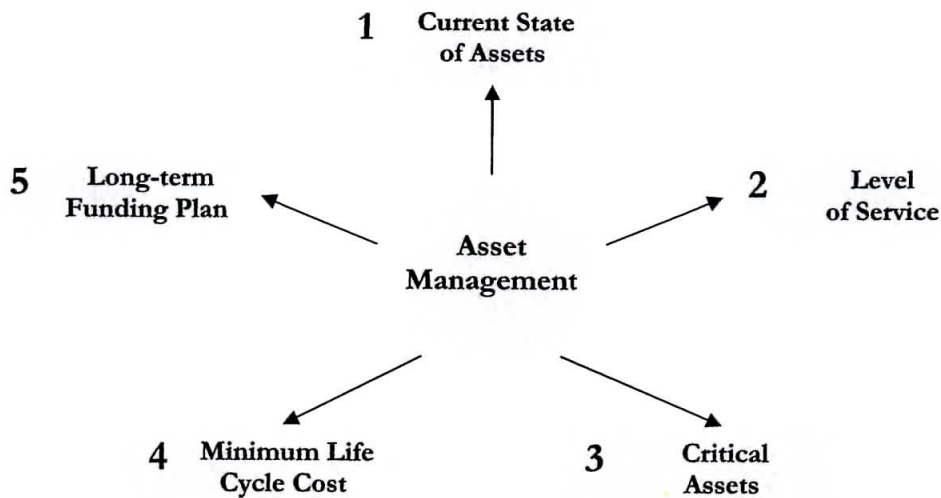 1
Current State
of Assets
5
Long-term
Funding Plan
2
Level
of Service
Asset
Management
4
Minimum Life
Cycle Cost
3
Critical
Assets